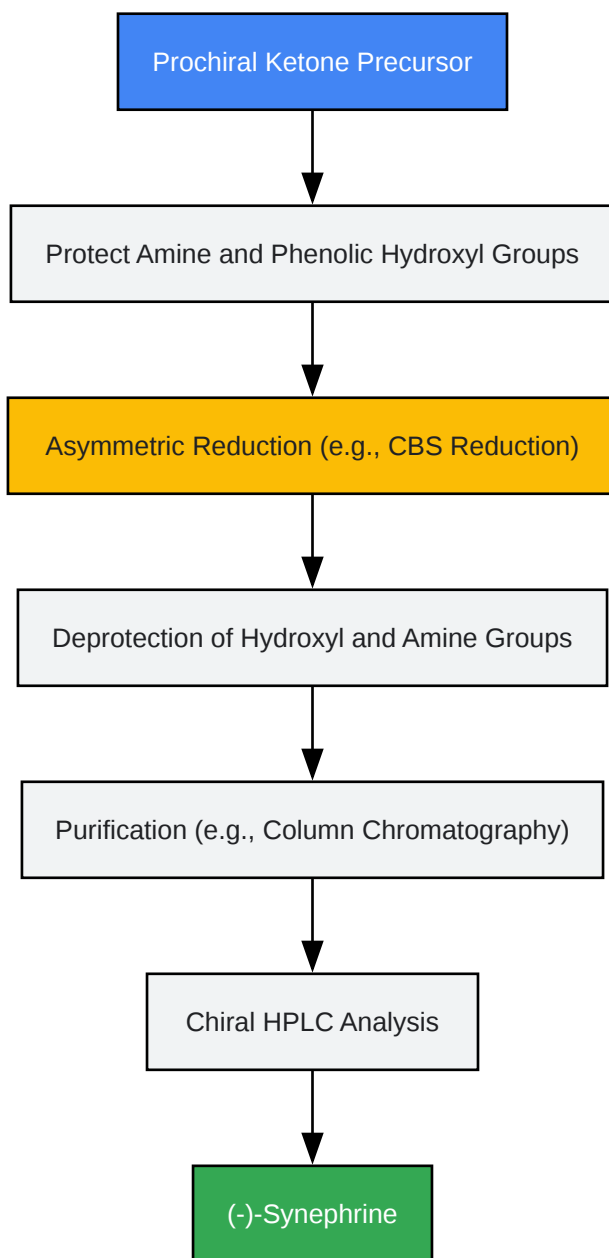 Prochiral Ketone Precursor
Protect Amine and Phenolic Hydroxyl Groups
Asymmetric Reduction (e.g., CBS Reduction)
Deprotection of Hydroxyl and Amine Groups
Purification (e.g., Column Chromatography)
Chiral HPLC Analysis
(-)-Synephrine